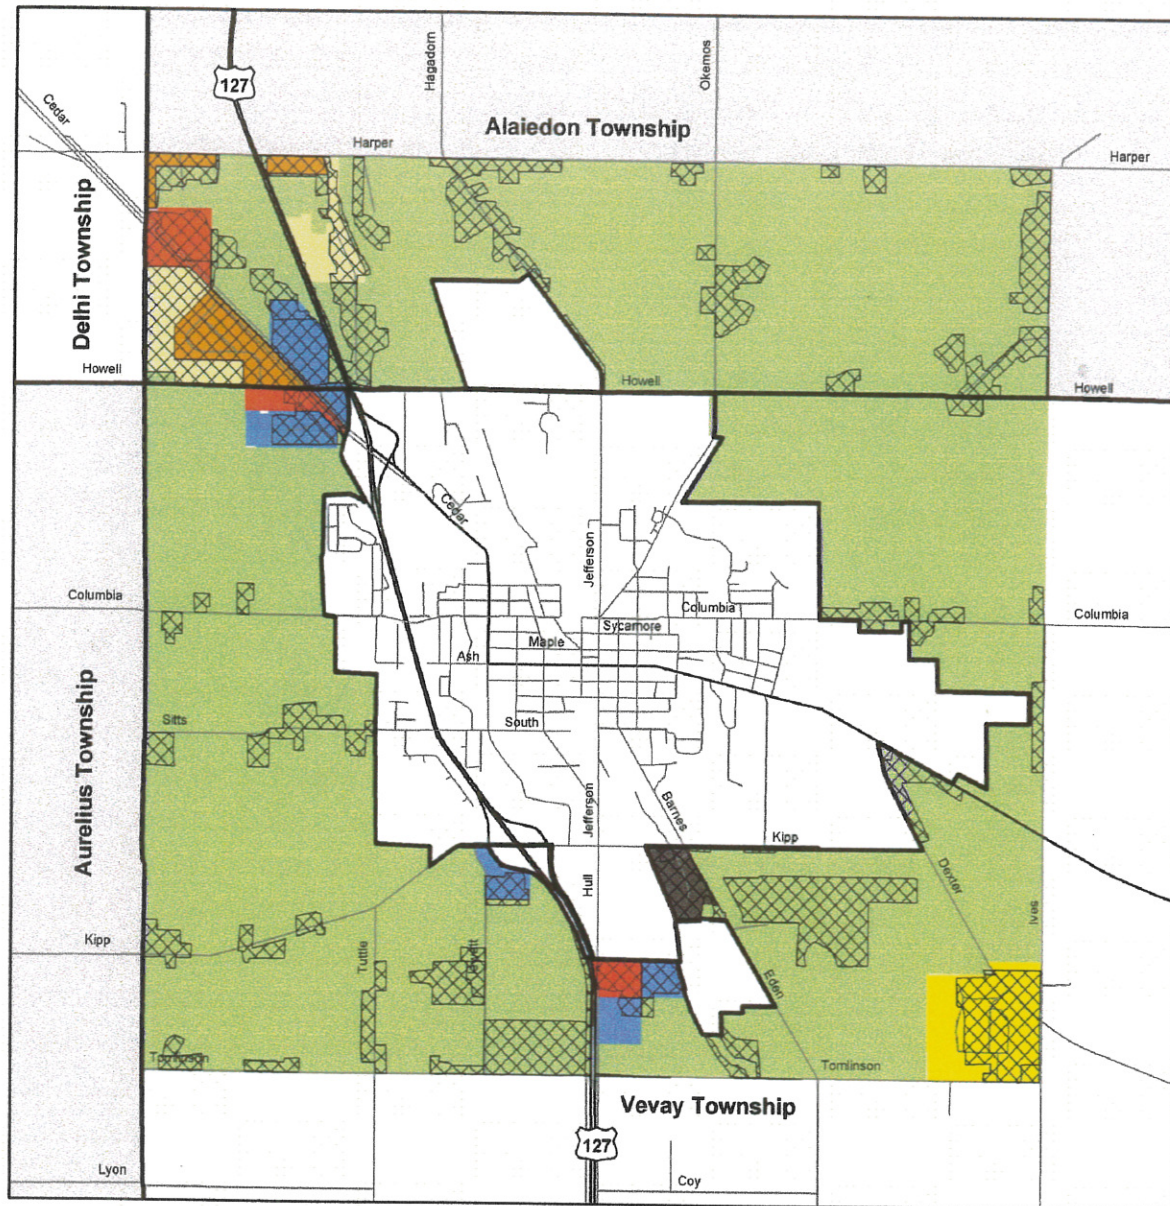 Hagadorn
Okemos
127
Cedar
Alaiedon Township
Harper
Harper
Delhi Township
Howell
Howell
Howell
Cedar
Jefferson
Columbia
Columbia
Columbia
Sycamore
Maple
Ash
Aurelius Township
Sitts
South
Jefferson
Barnes
Kipp
Dexter
Hull
Ives
Kipp
Tuttle
Eden
Tomlinson
Tomlinson
Vevay Township
127
Lyon
Coy